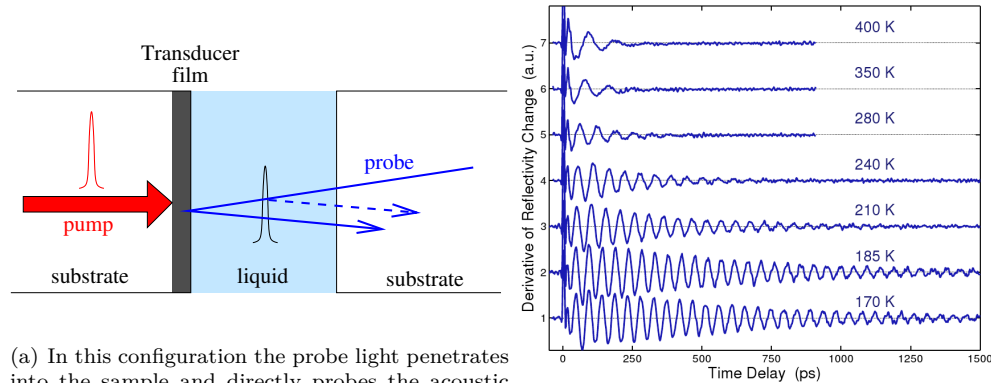 Transducer
film
probe
pump
substrate
liquid
substrate
(a) In this configuration the probe light penetrates
into the sample and directly probes the acoustic
Derivative of Reflectivity Change (a.u.)
7
6
5
4
3
2
1
400 K
350 K
280 K
240 K
210 K
185 K
170 K
0 250 500 750 1000 1250 1500
Time Delay (ps)